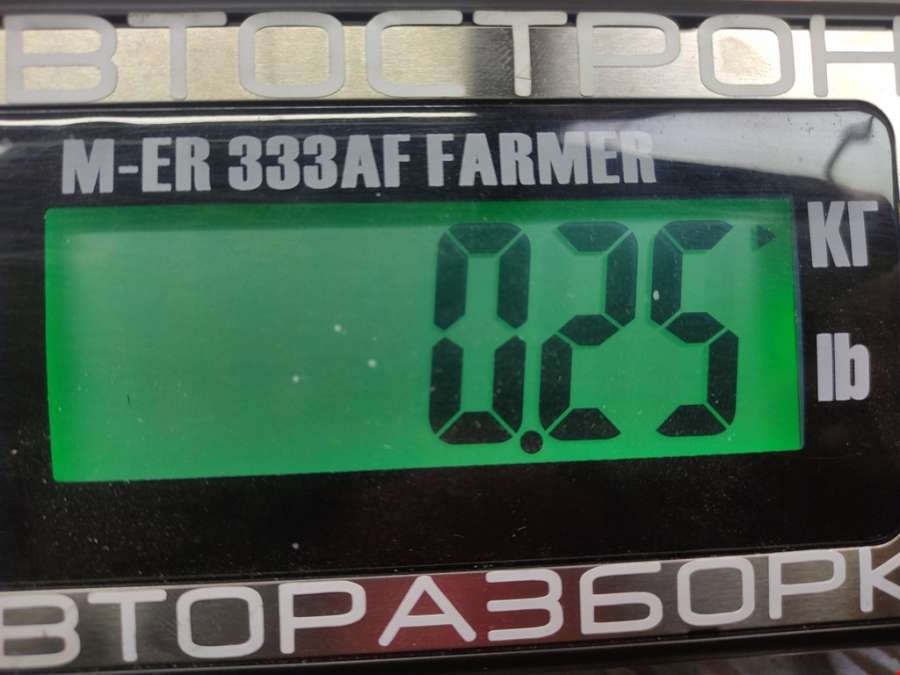 ВТОСТРОН
M-ER 333AF FARMER
0.25
КГ
lb
ВТОРАЗБОРК